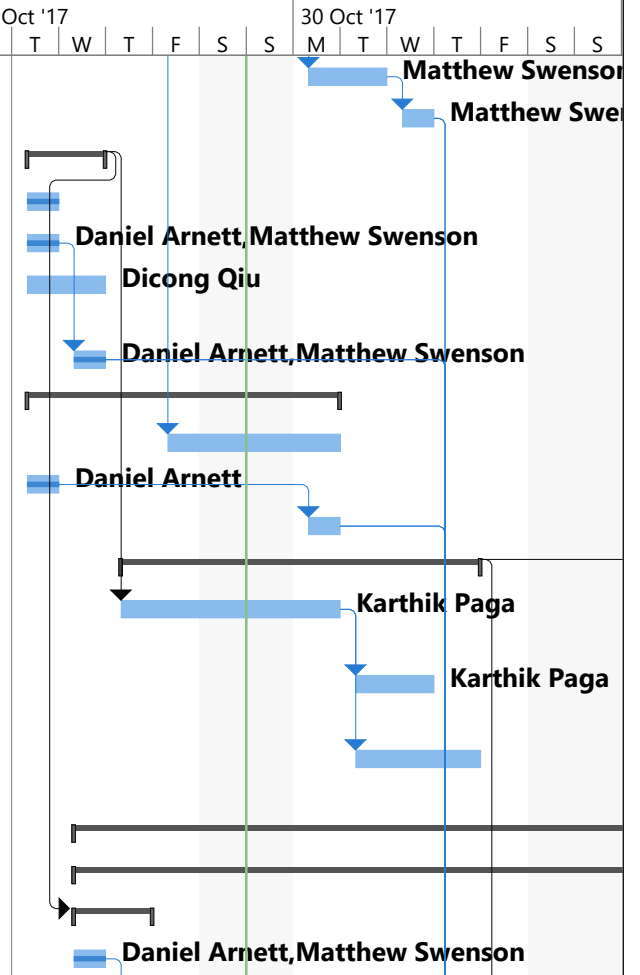 Oct '17 30 Oct '17
T W T F S S M T W T F S S
Matthew Swenson
Matthew Swe
Daniel Arnett,Matthew Swenson
Dicong Qiu
Daniel Arnett,Matthew Swenson
Daniel Arnett
Karthik Paga
Karthik Paga
Daniel Arnett,Matthew Swenson